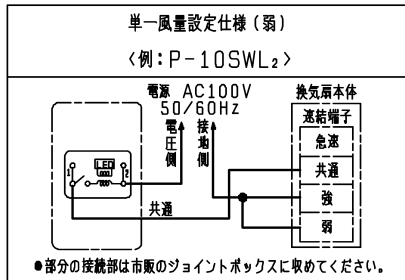 単一風量設定仕様（弱）
〈例：P-10SWL₂〉
電源 AC100V
50/60Hz
換気扇本体
速結端子
電圧側
接地側
急速
共通
強
弱
LED
1
2
共通
●部分の接続部は市販のジョイントボックスに収めてください。